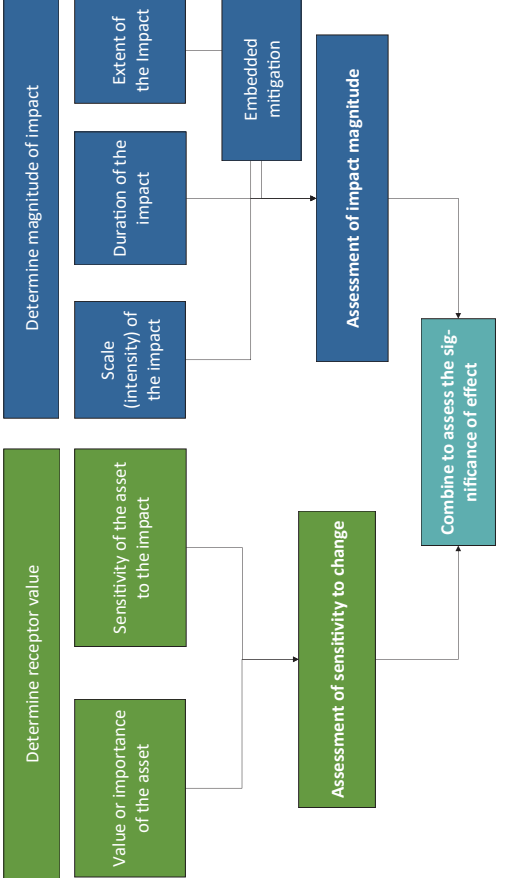 Determine receptor value
Determine magnitude of impact
Value or importance
of the asset
Sensitivity of the asset
to the impact
Scale
(intensity) of
the impact
Duration of the
impact
Extent of
the Impact
Embedded
mitigation
Assessment of sensitivity to change
Assessment of impact magnitude
Combine to assess the sig-
nificance of effect